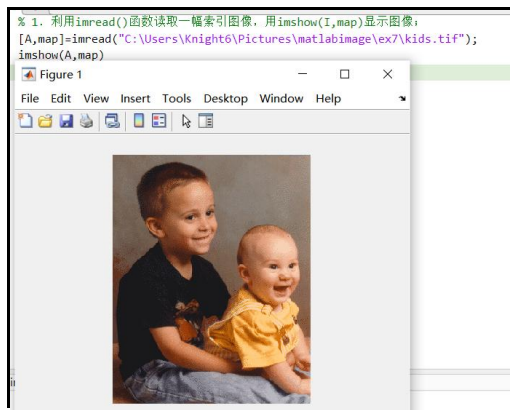 % 1. 利用imread()函数读取一幅索引图像，用imshow(I,map)显示图像；
[A,map]=imread("C:\Users\Knight6\Pictures\matlabimage\ex7\kids.tif");
imshow(A,map)
Figure 1
File Edit View Insert Tools Desktop Window Help